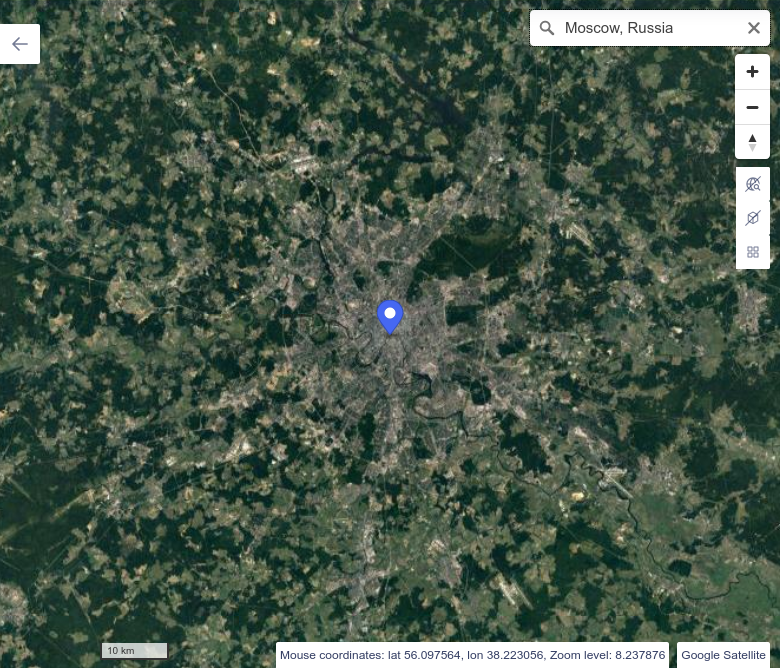 Moscow, Russia
10 km
Mouse coordinates: lat 56.097564, lon 38.223056, Zoom level: 8.237876
Google Satellite